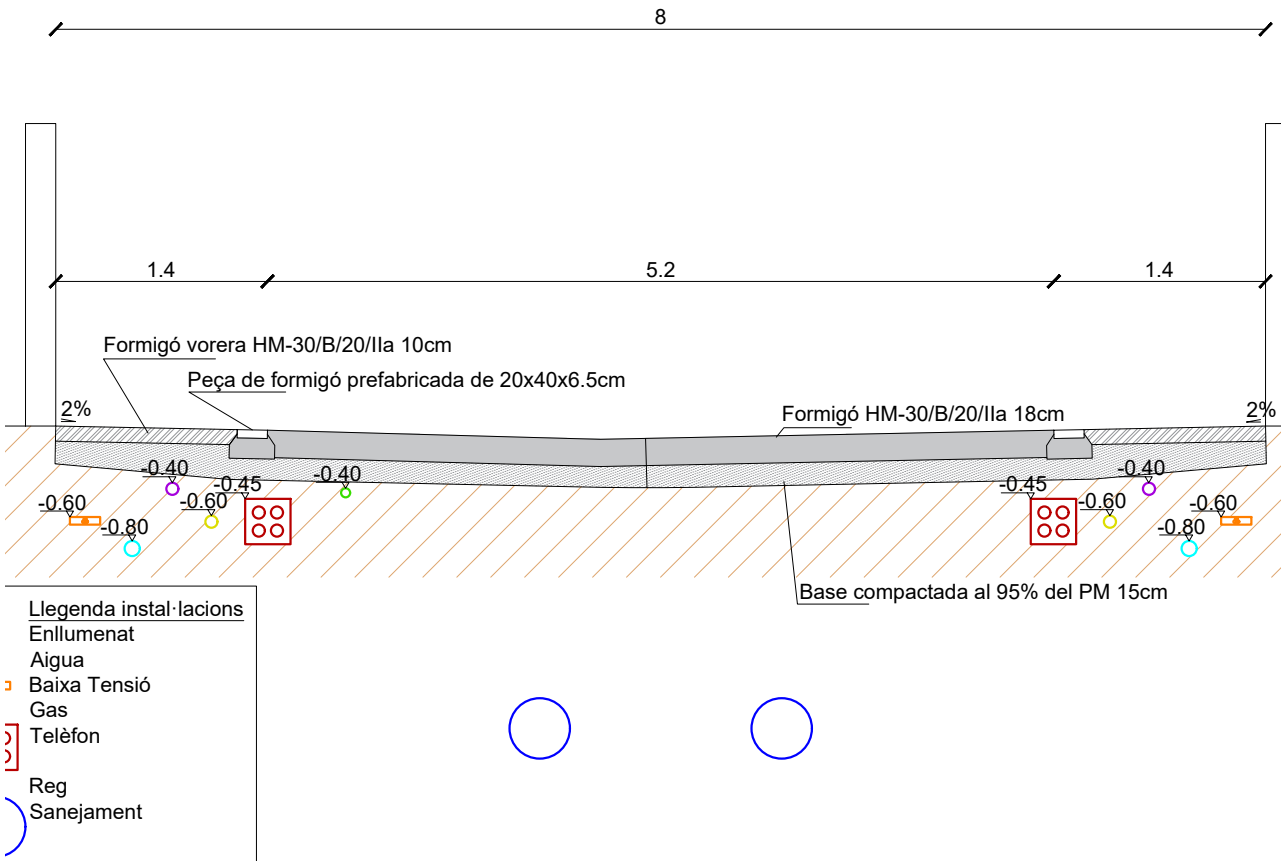 8
1.4
5.2
1.4
Formigó vorera HM-30/B/20/IIa 10cm
Peça de formigó prefabricada de 20x40x6.5cm
2%
Formigó HM-30/B/20/IIa 18cm
2%
-0.40
-0.45
-0.40
-0.45
-0.40
-0.60
-0.60
-0.60
-0.60
-0.80
-0.80
Base compactada al 95% del PM 15cm
Llegenda instal·lacions
Enllumenat
Aigua
Baixa Tensió
Gas
Telèfon
Reg
Sanejament